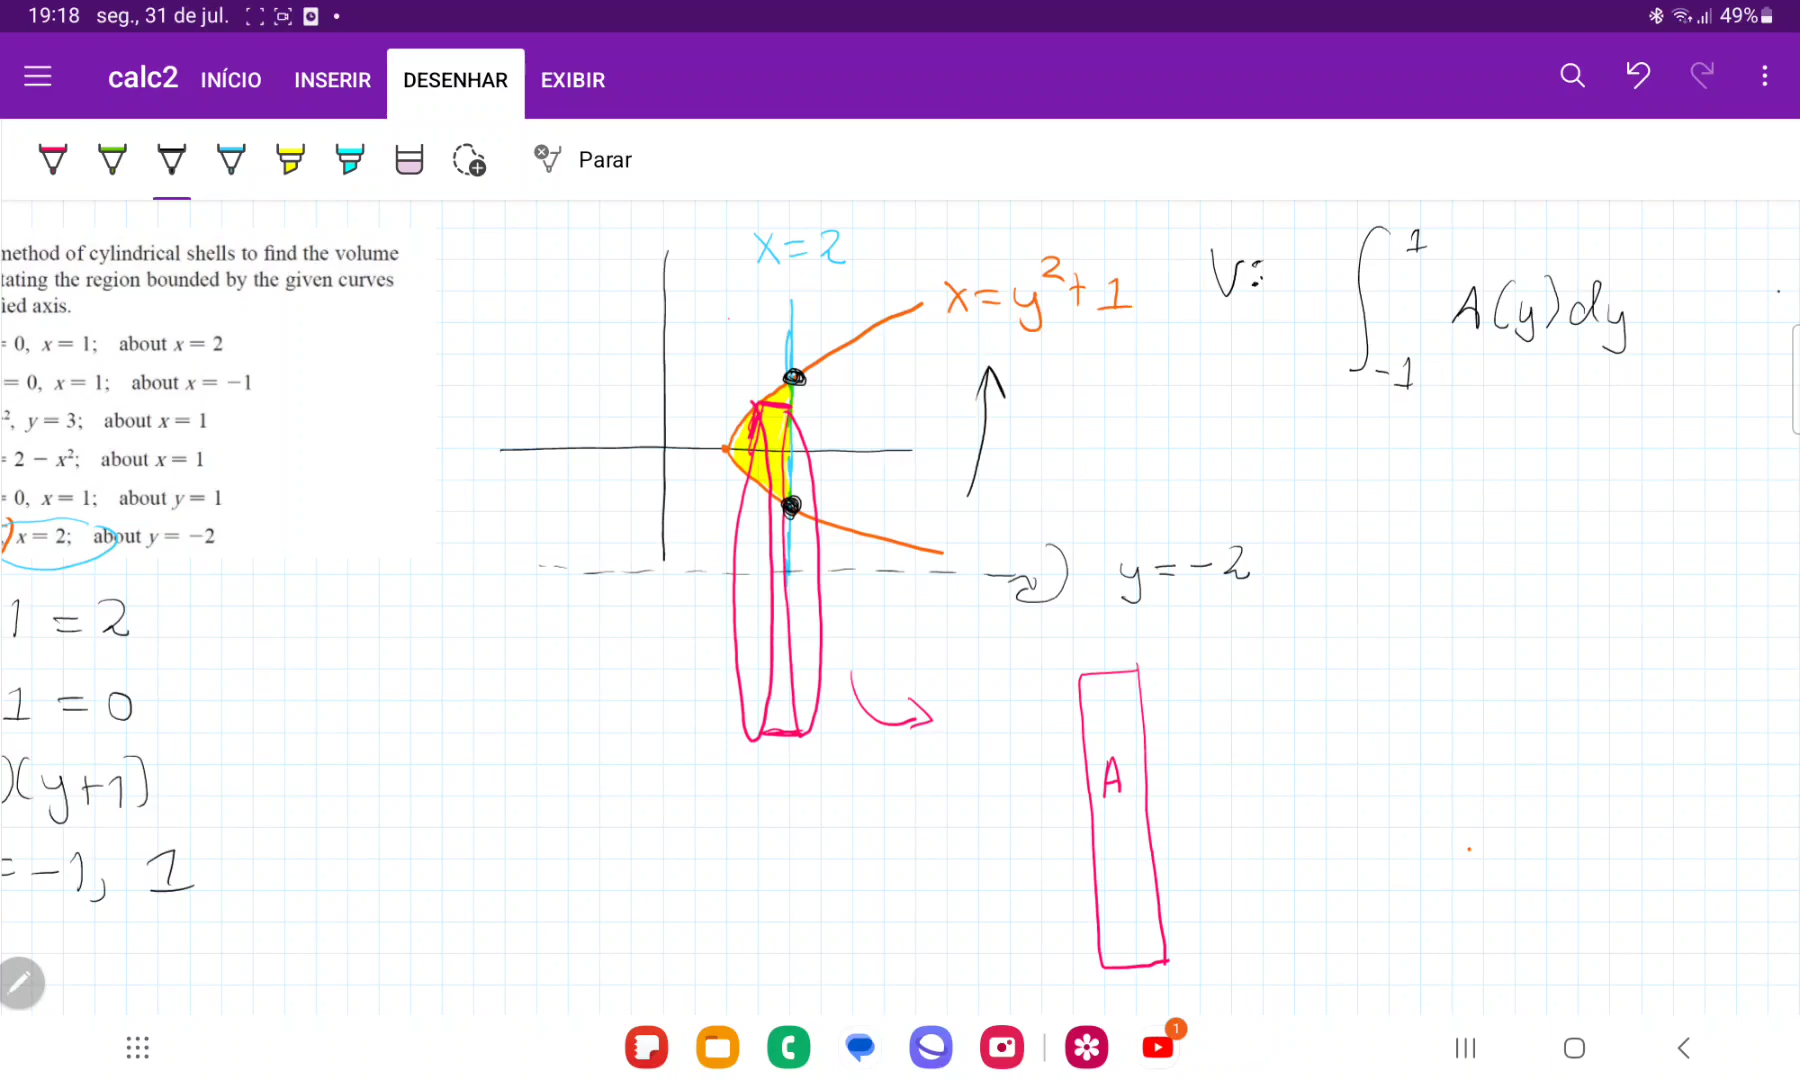 19:18 seg., 31 de jul. 49%
calc2 INÍCIO INSERIR DESENHAR EXIBIR
Parar
method of cylindrical shells to find the volume
tating the region bounded by the given curves
ied axis.
= 0, x = 1; about x = 2
= 0, x = 1; about x = −1
², y = 3; about x = 1
= 2 − x²; about x = 1
= 0, x = 1; about y = 1
x = 2; about y = −2
1 = 2
1 = 0
)(y+1)
= −1, 1
x = 2
x = y² + 1
y = −2
A
V: ∫₋₁¹ A(y)dy
1